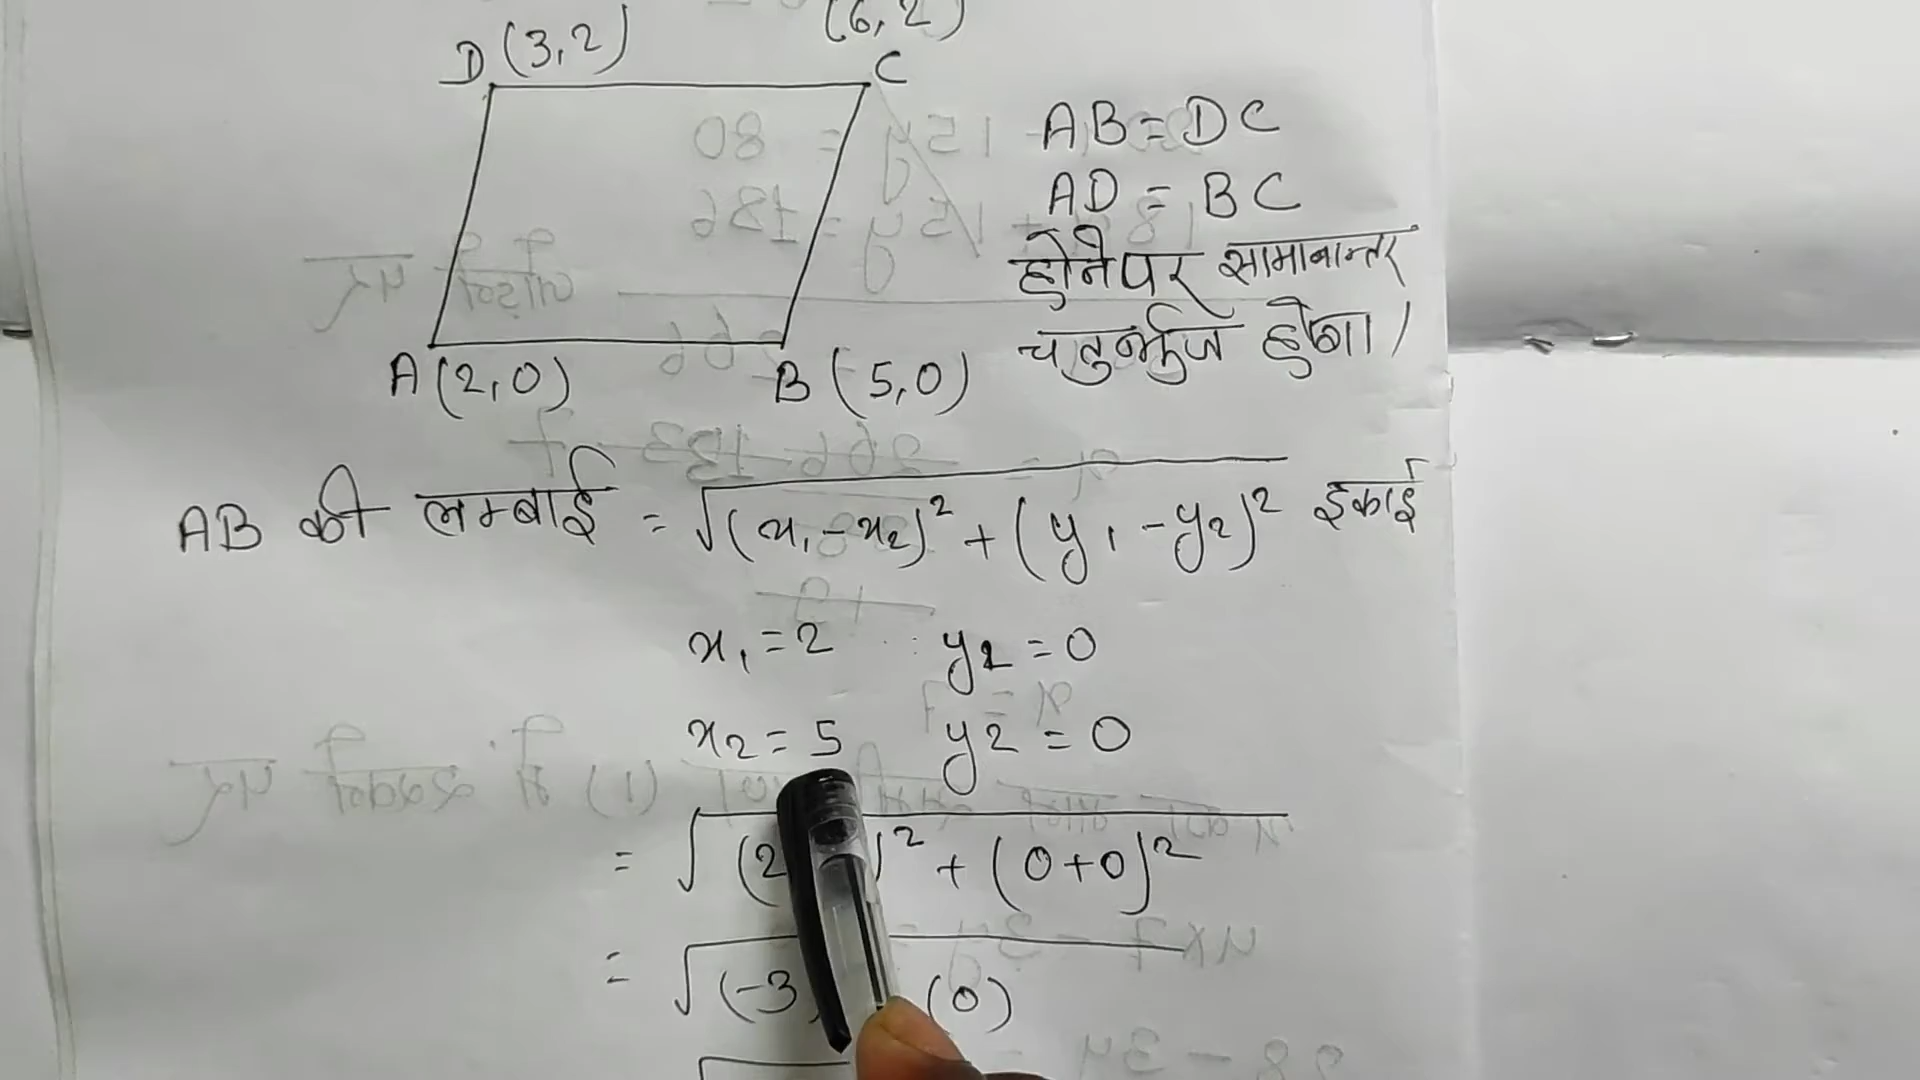 (6,2)
D (3,2) C
AB = DC
AD = BC
होने पर सामाबान्तर
चतुर्भुज होगा।
A (2,0) B (5,0)
AB की लम्बाई = √(x₁-x₂)² + (y₁-y₂)² इकाई
x₁ = 2 y2 = 0
x2 = 5 y2 = 0
= √(2 )² + (0+0)²
= √(-3 (0)